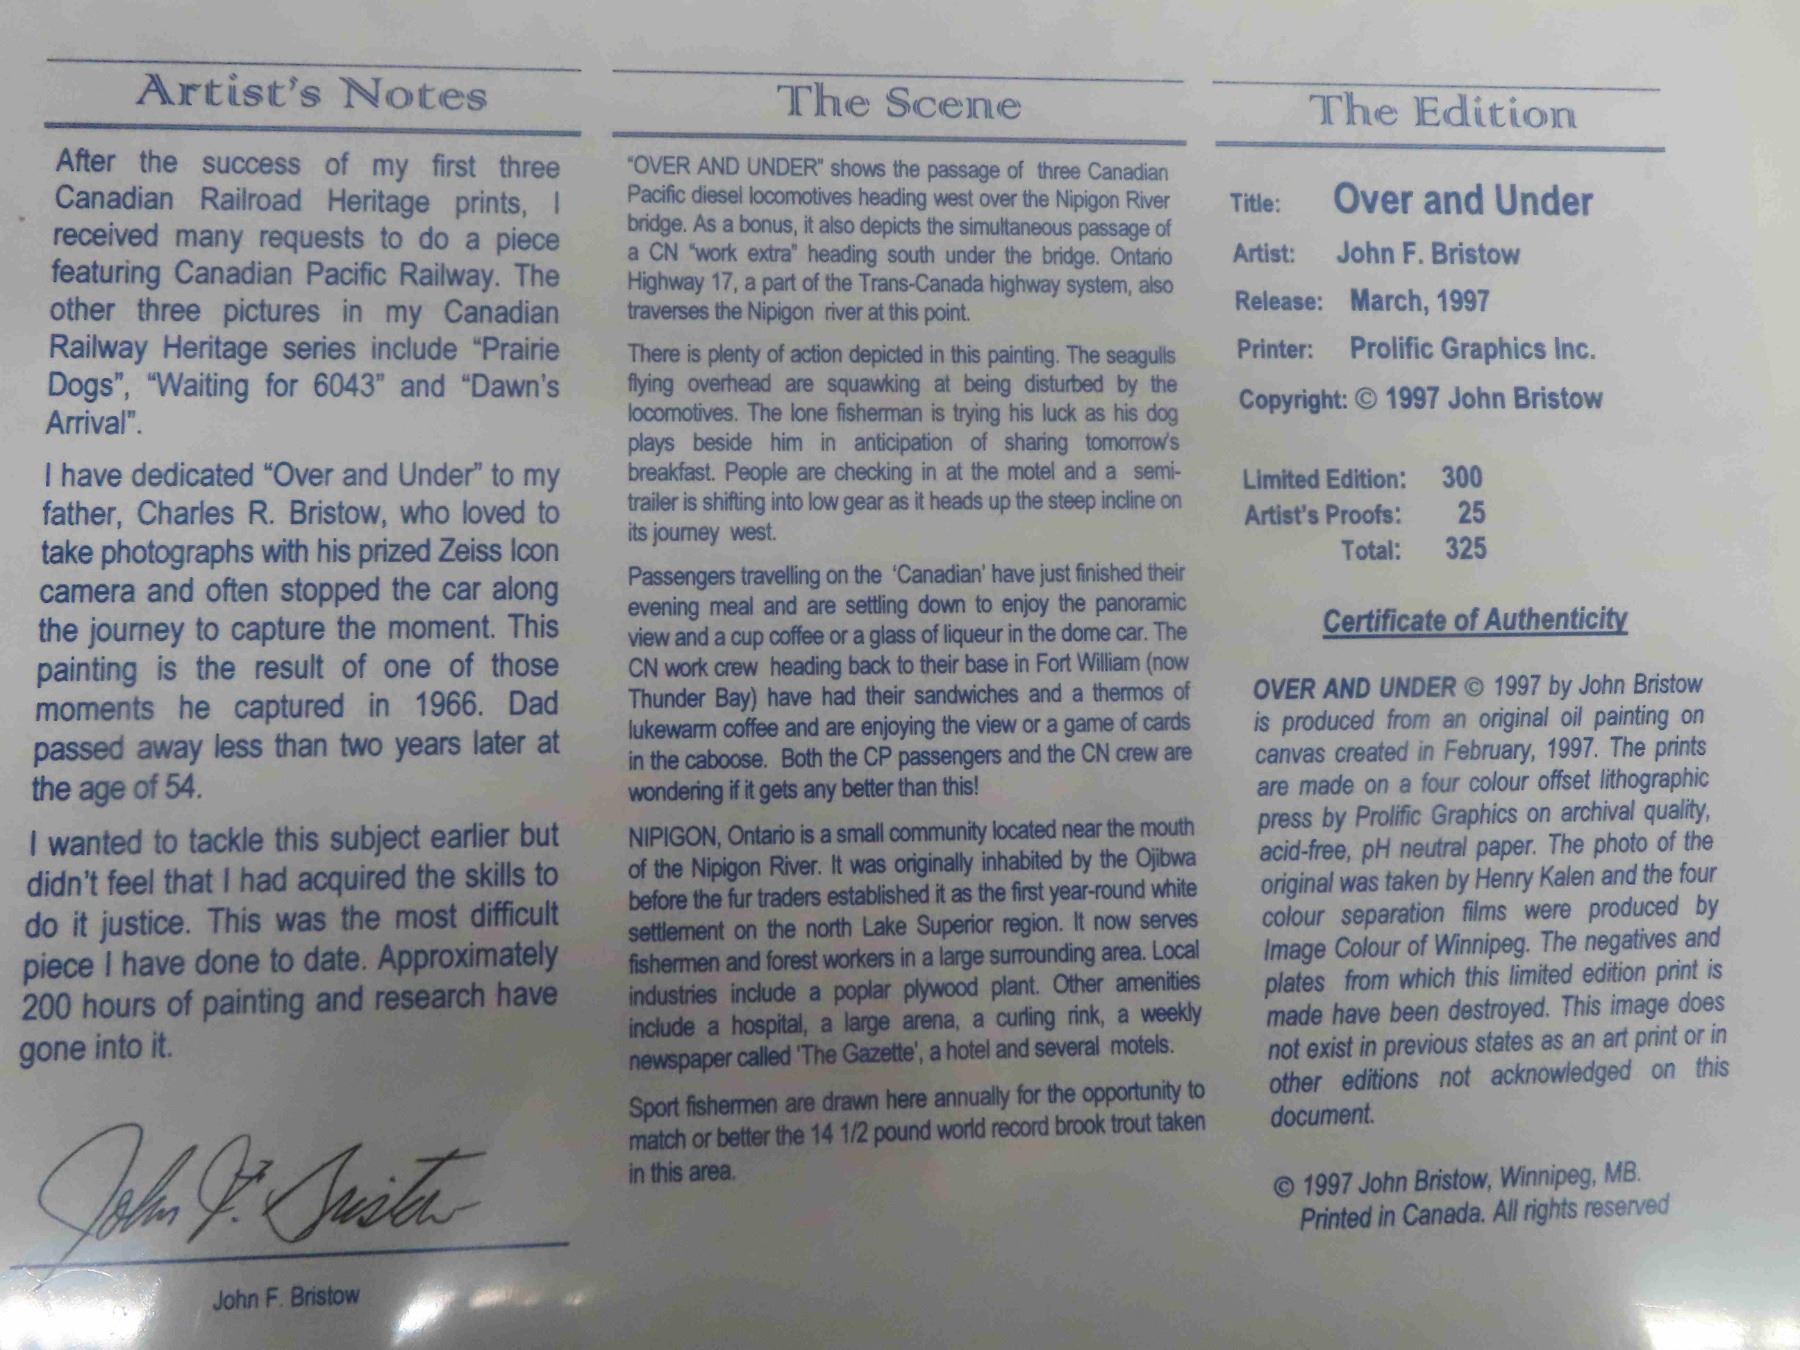 Artist's Notes
After the success of my first three
Canadian Railroad Heritage prints, I
received many requests to do a piece
featuring Canadian Pacific Railway. The
other three pictures in my Canadian
Railway Heritage series include "Prairie
Dogs", "Waiting for 6043" and "Dawn's
Arrival".
I have dedicated "Over and Under" to my
father, Charles R. Bristow, who loved to
take photographs with his prized Zeiss Icon
camera and often stopped the car along
the journey to capture the moment. This
painting is the result of one of those
moments he captured in 1966. Dad
passed away less than two years later at
the age of 54.
I wanted to tackle this subject earlier but
didn't feel that I had acquired the skills to
do it justice. This was the most difficult
piece I have done to date. Approximately
200 hours of painting and research have
gone into it.
John F. Bristow
John F. Bristow
The Scene
"OVER AND UNDER" shows the passage of three Canadian
Pacific diesel locomotives heading west over the Nipigon River
bridge. As a bonus, it also depicts the simultaneous passage of
a CN "work extra" heading south under the bridge. Ontario
Highway 17, a part of the Trans-Canada highway system, also
traverses the Nipigon river at this point.
There is plenty of action depicted in this painting. The seagulls
flying overhead are squawking at being disturbed by the
locomotives. The lone fisherman is trying his luck as his dog
plays beside him in anticipation of sharing tomorrow's
breakfast. People are checking in at the motel and a semi-
trailer is shifting into low gear as it heads up the steep incline on
its journey west.
Passengers travelling on the 'Canadian' have just finished their
evening meal and are settling down to enjoy the panoramic
view and a cup coffee or a glass of liqueur in the dome car. The
CN work crew heading back to their base in Fort William (now
Thunder Bay) have had their sandwiches and a thermos of
lukewarm coffee and are enjoying the view or a game of cards
in the caboose. Both the CP passengers and the CN crew are
wondering if it gets any better than this!
NIPIGON, Ontario is a small community located near the mouth
of the Nipigon River. It was originally inhabited by the Ojibwa
before the fur traders established it as the first year-round white
settlement on the north Lake Superior region. It now serves
fishermen and forest workers in a large surrounding area. Local
industries include a poplar plywood plant. Other amenities
include a hospital, a large arena, a curling rink, a weekly
newspaper called 'The Gazette', a hotel and several motels.
Sport fishermen are drawn here annually for the opportunity to
match or better the 14 1/2 pound world record brook trout taken
in this area.
The Edition
Title: Over and Under
Artist: John F. Bristow
Release: March, 1997
Printer: Prolific Graphics Inc.
Copyright: © 1997 John Bristow
Limited Edition: 300
Artist's Proofs: 25
Total: 325
Certificate of Authenticity
OVER AND UNDER © 1997 by John Bristow
is produced from an original oil painting on
canvas created in February, 1997. The prints
are made on a four colour offset lithographic
press by Prolific Graphics on archival quality,
acid-free, pH neutral paper. The photo of the
original was taken by Henry Kalen and the four
colour separation films were produced by
Image Colour of Winnipeg. The negatives and
plates from which this limited edition print is
made have been destroyed. This image does
not exist in previous states as an art print or in
other editions not acknowledged on this
document.
© 1997 John Bristow, Winnipeg, MB.
Printed in Canada. All rights reserved